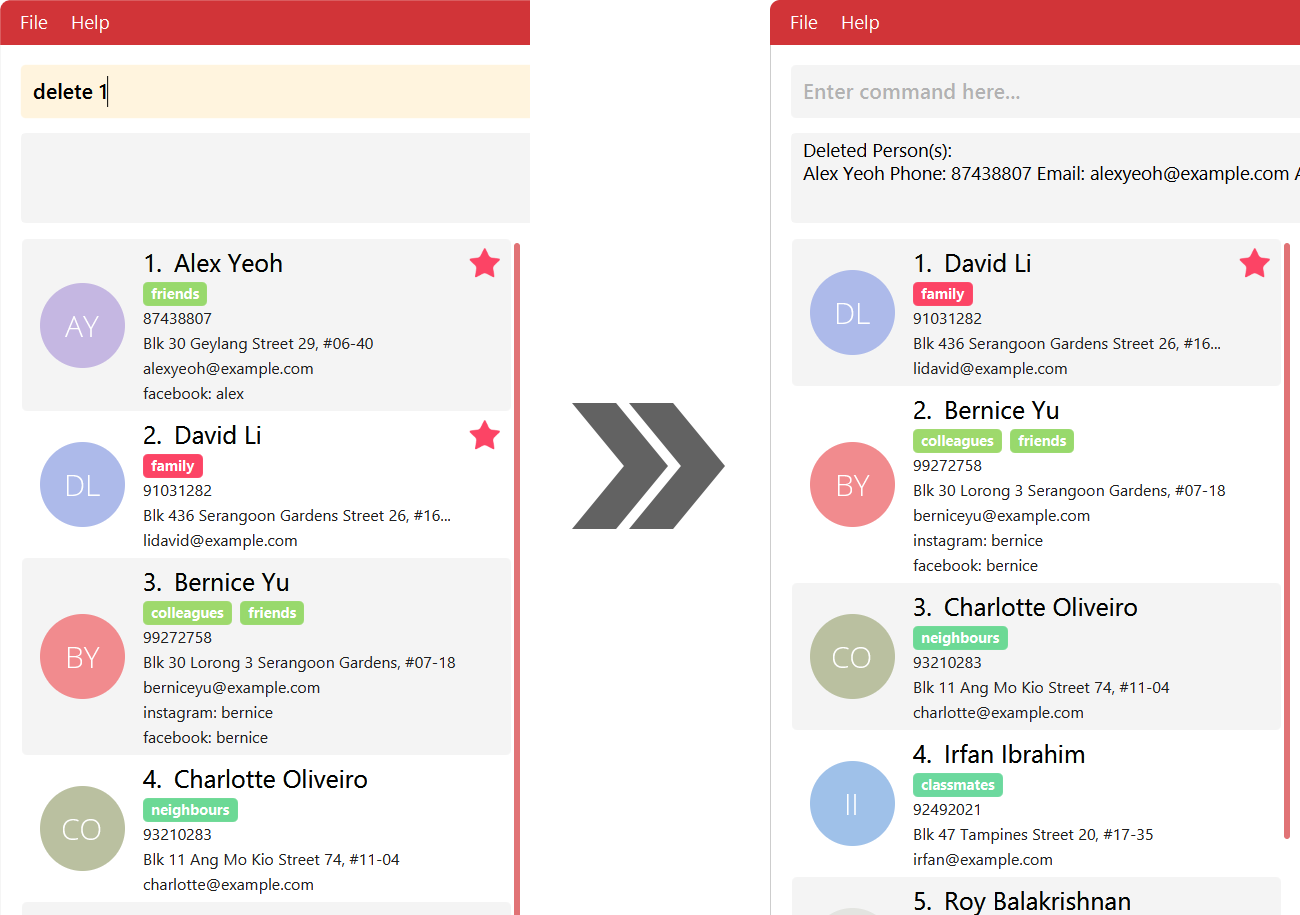 File Help
delete 1
1. Alex Yeoh
friends
87438807
Blk 30 Geylang Street 29, #06-40
alexyeoh@example.com
facebook: alex
AY
2. David Li
family
91031282
Blk 436 Serangoon Gardens Street 26, #16...
lidavid@example.com
DL
3. Bernice Yu
colleagues friends
99272758
Blk 30 Lorong 3 Serangoon Gardens, #07-18
berniceyu@example.com
instagram: bernice
facebook: bernice
BY
4. Charlotte Oliveiro
neighbours
93210283
Blk 11 Ang Mo Kio Street 74, #11-04
charlotte@example.com
CO
File Help
Enter command here...
Deleted Person(s):
Alex Yeoh Phone: 87438807 Email: alexyeoh@example.com A
1. David Li
family
91031282
Blk 436 Serangoon Gardens Street 26, #16...
lidavid@example.com
DL
2. Bernice Yu
colleagues friends
99272758
Blk 30 Lorong 3 Serangoon Gardens, #07-18
berniceyu@example.com
instagram: bernice
facebook: bernice
BY
3. Charlotte Oliveiro
neighbours
93210283
Blk 11 Ang Mo Kio Street 74, #11-04
charlotte@example.com
CO
4. Irfan Ibrahim
classmates
92492021
Blk 47 Tampines Street 20, #17-35
irfan@example.com
II
5. Roy Balakrishnan